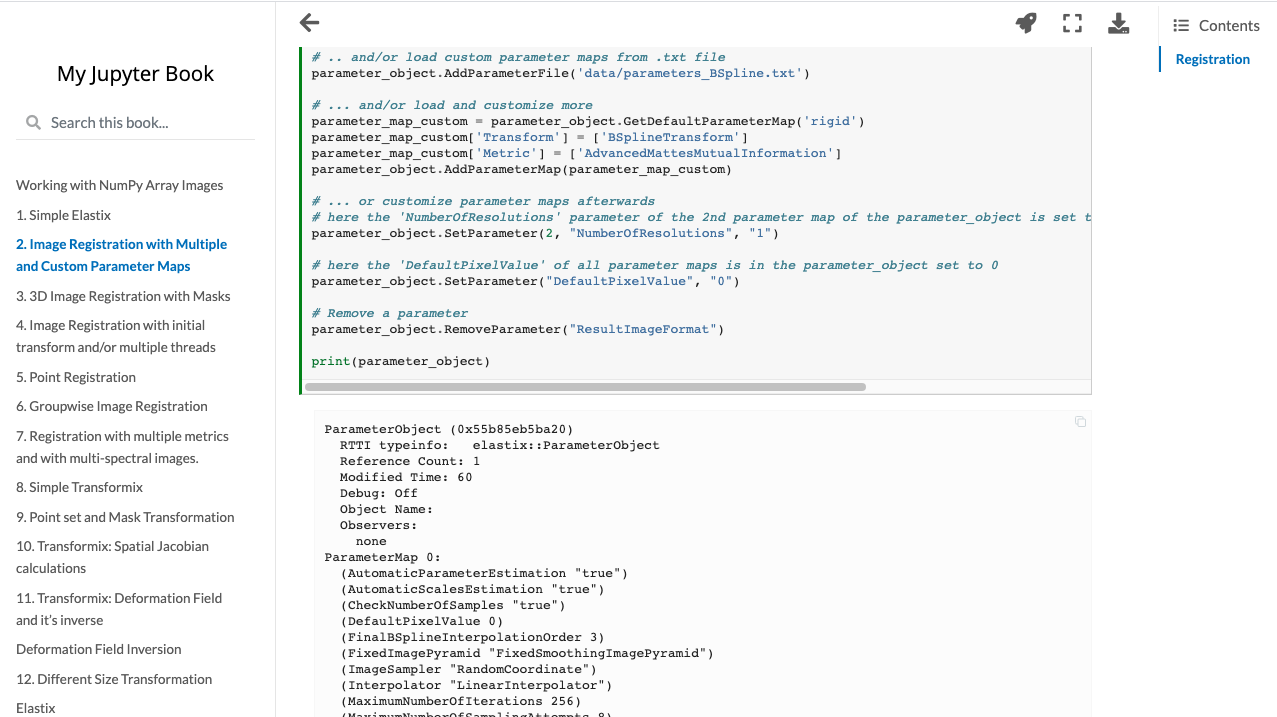 My Jupyter Book
Search this book...
Working with NumPy Array Images
1. Simple Elastix
2. Image Registration with Multiple
and Custom Parameter Maps
3. 3D Image Registration with Masks
4. Image Registration with initial
transform and/or multiple threads
5. Point Registration
6. Groupwise Image Registration
7. Registration with multiple metrics
and with multi-spectral images.
8. Simple Transformix
9. Point set and Mask Transformation
10. Transformix: Spatial Jacobian
calculations
11. Transformix: Deformation Field
and it's inverse
Deformation Field Inversion
12. Different Size Transformation
Elastix
# .. and/or load custom parameter maps from .txt file
parameter_object.AddParameterFile('data/parameters_BSpline.txt')
# ... and/or load and customize more
parameter_map_custom = parameter_object.GetDefaultParameterMap('rigid')
parameter_map_custom['Transform'] = ['BSplineTransform']
parameter_map_custom['Metric'] = ['AdvancedMattesMutualInformation']
parameter_object.AddParameterMap(parameter_map_custom)
# ... or customize parameter maps afterwards
# here the 'NumberOfResolutions' parameter of the 2nd parameter map of the parameter_object is set t
parameter_object.SetParameter(2, "NumberOfResolutions", "1")
# here the 'DefaultPixelValue' of all parameter maps is in the parameter_object set to 0
parameter_object.SetParameter("DefaultPixelValue", "0")
# Remove a parameter
parameter_object.RemoveParameter("ResultImageFormat")
print(parameter_object)
ParameterObject (0x55b85eb5ba20)
RTTI typeinfo:   elastix::ParameterObject
Reference Count: 1
Modified Time: 60
Debug: Off
Object Name:
Observers:
none
ParameterMap 0:
(AutomaticParameterEstimation "true")
(AutomaticScalesEstimation "true")
(CheckNumberOfSamples "true")
(DefaultPixelValue 0)
(FinalBSplineInterpolationOrder 3)
(FixedImagePyramid "FixedSmoothingImagePyramid")
(ImageSampler "RandomCoordinate")
(Interpolator "LinearInterpolator")
(MaximumNumberOfIterations 256)
(MaximumNumberOfSamplingAttempts 8)
Contents
Registration